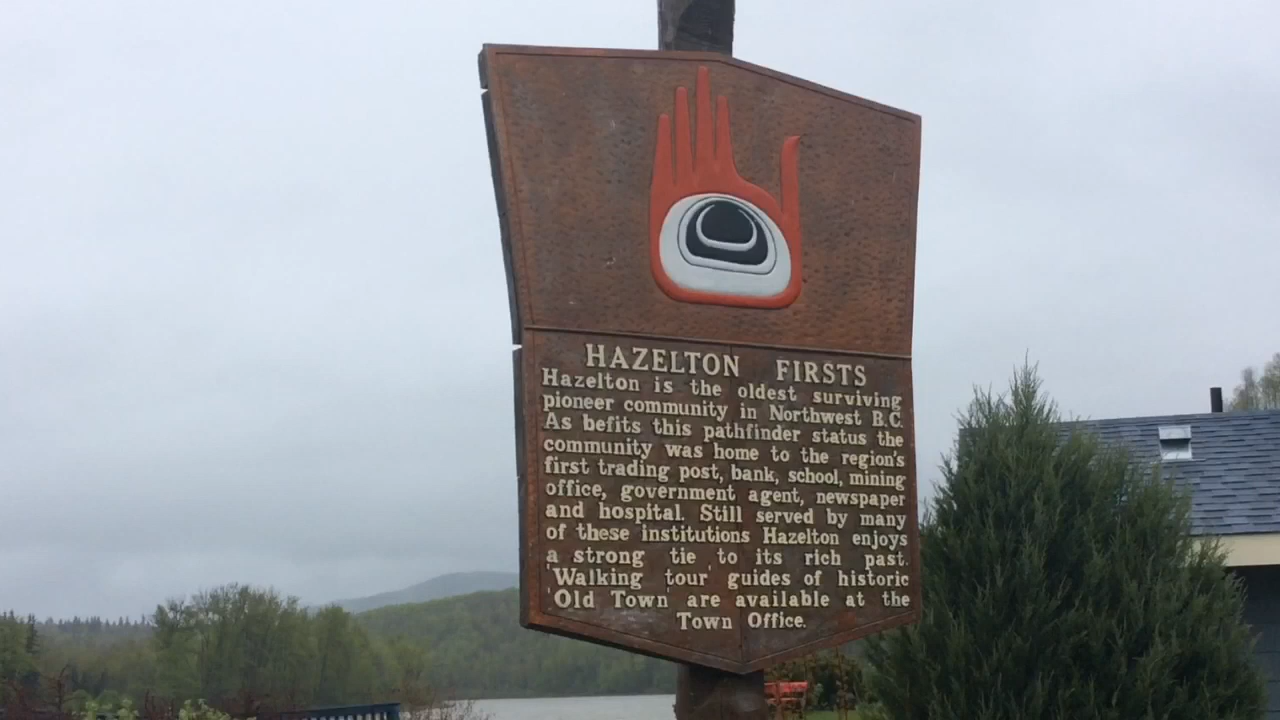 HAZELTON FIRSTS
Hazelton is the oldest surviving
pioneer community in Northwest B.C.
As befits this pathfinder status the
community was home to the region's
first trading post, bank, school, mining
office, government agent, newspaper
and hospital. Still served by many
of these institutions Hazelton enjoys
a strong tie to its rich past.
'Walking tour' guides of historic
'Old Town' are available at the
Town Office.